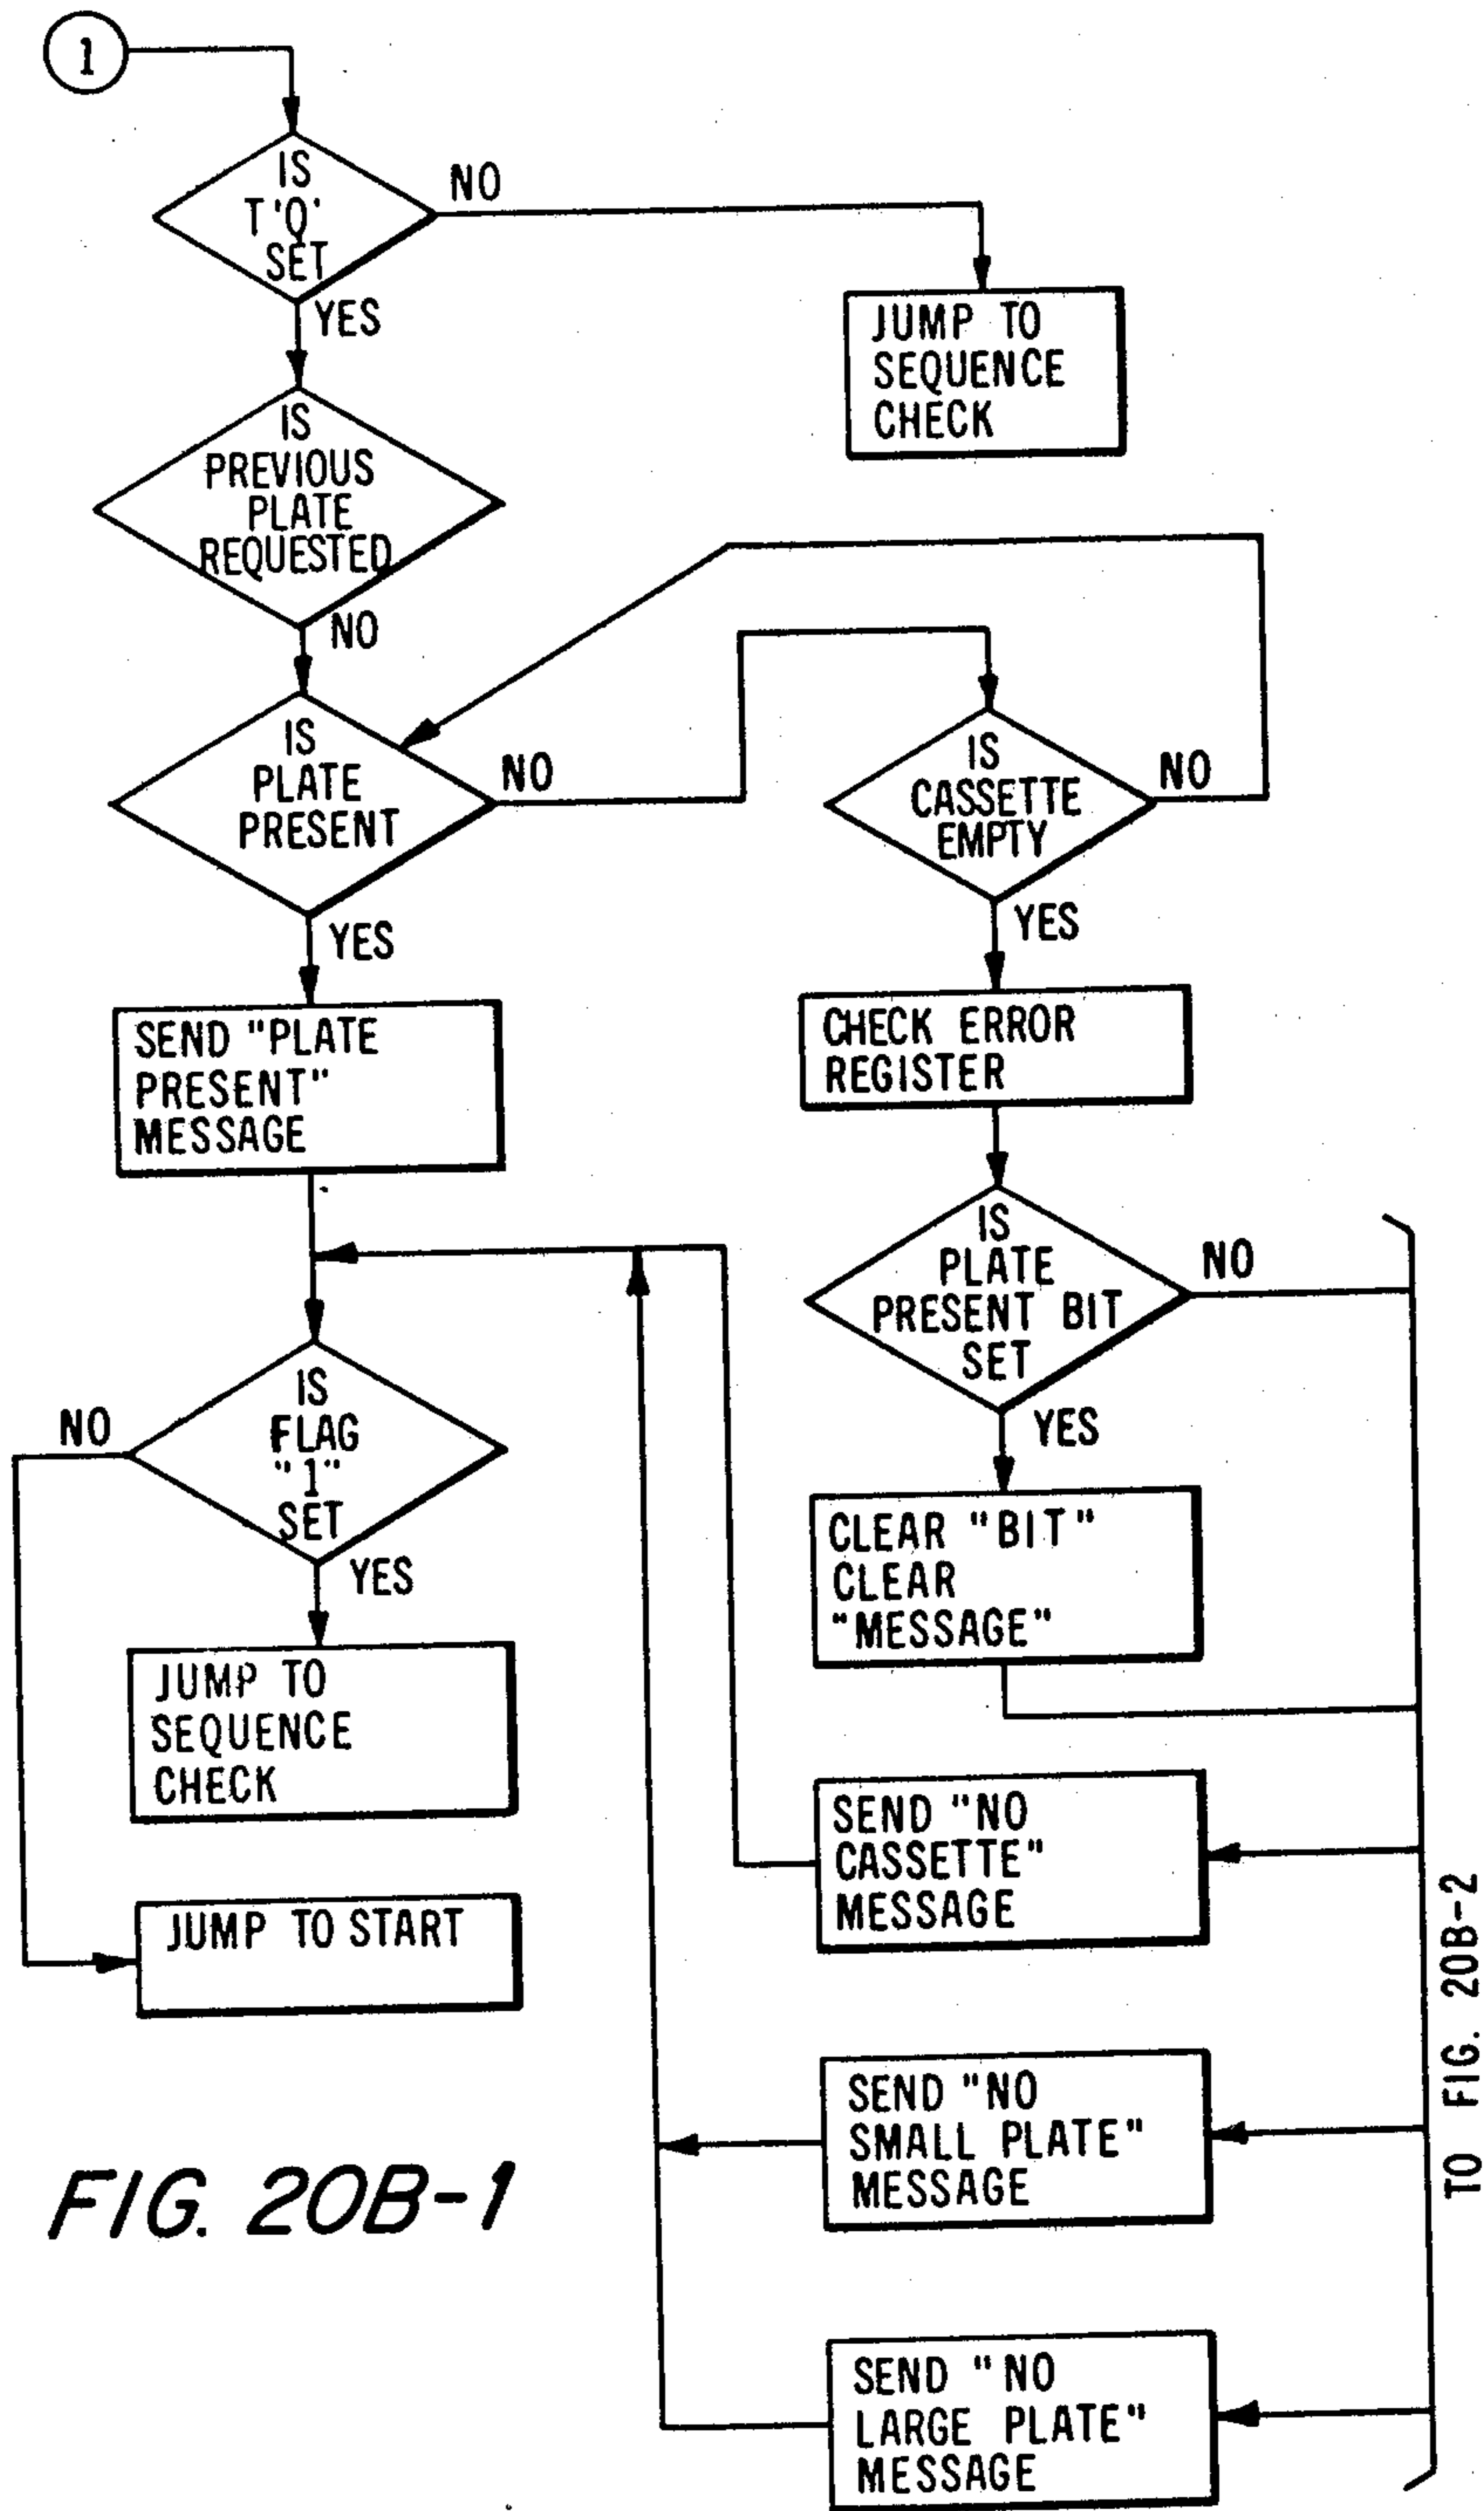 1
IS
T'Q'
SET
NO
YES
JUMP TO
SEQUENCE
CHECK
IS
PREVIOUS
PLATE
REQUESTED
NO
IS
PLATE
PRESENT
NO
YES
IS
CASSETTE
EMPTY
NO
YES
SEND "PLATE
PRESENT"
MESSAGE
CHECK ERROR
REGISTER
IS
PLATE
PRESENT BIT
SET
NO
YES
IS
FLAG
"1"
SET
NO
YES
CLEAR "BIT"
CLEAR
"MESSAGE"
JUMP TO
SEQUENCE
CHECK
SEND "NO
CASSETTE"
MESSAGE
JUMP TO START
SEND "NO
SMALL PLATE"
MESSAGE
SEND "NO
LARGE PLATE"
MESSAGE
TO FIG. 20B-2
FIG. 20B-1